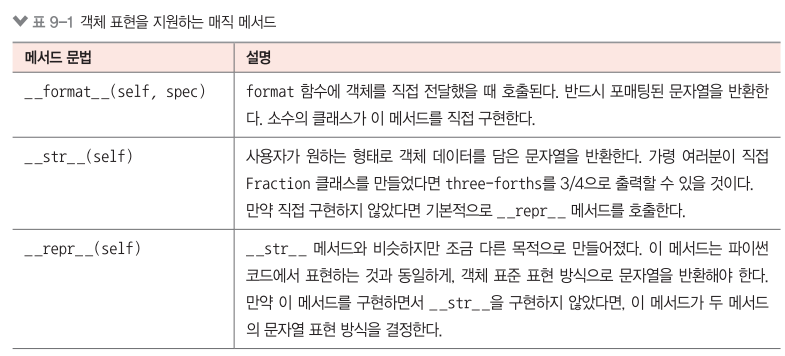 표 9-1 객체 표현을 지원하는 매직 메서드
메서드 문법
설명
__format__(self, spec)
format 함수에 객체를 직접 전달했을 때 호출된다. 반드시 포매팅된 문자열을 반환한
다. 소수의 클래스가 이 메서드를 직접 구현한다.
__str__(self)
사용자가 원하는 형태로 객체 데이터를 담은 문자열을 반환한다. 가령 여러분이 직접
Fraction 클래스를 만들었다면 three-forths를 3/4으로 출력할 수 있을 것이다.
만약 직접 구현하지 않았다면 기본적으로 __repr__ 메서드를 호출한다.
__repr__(self)
__str__ 메서드와 비슷하지만 조금 다른 목적으로 만들어졌다. 이 메서드는 파이썬
코드에서 표현하는 것과 동일하게, 객체 표준 표현 방식으로 문자열을 반환해야 한다.
만약 이 메서드를 구현하면서 __str__을 구현하지 않았다면, 이 메서드가 두 메서드
의 문자열 표현 방식을 결정한다.